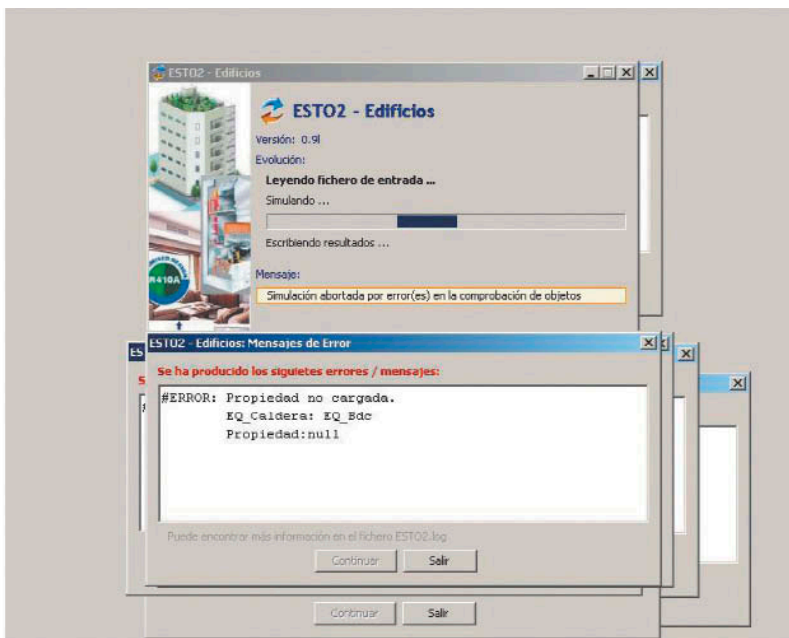 ESTO2 - Edificios
ESTO2 - Edificios
Versión: 0.9l
Evolución:
Leyendo fichero de entrada ...
Simulando ...
Escribiendo resultados ...
R410A
Mensaje:
Simulación abortada por error(es) en la comprobación de objetos
ES
ESTO2 - Edificios: Mensajes de Error
S
Se ha producido los siguietes errores / mensajes:
#ERROR: Propiedad no cargada.
EQ_Caldera: EQ_Bdc
Propiedad:null
Puede encontrar más información en el fichero ESTO2.log
Continuar
Salir
Continuar
Salir